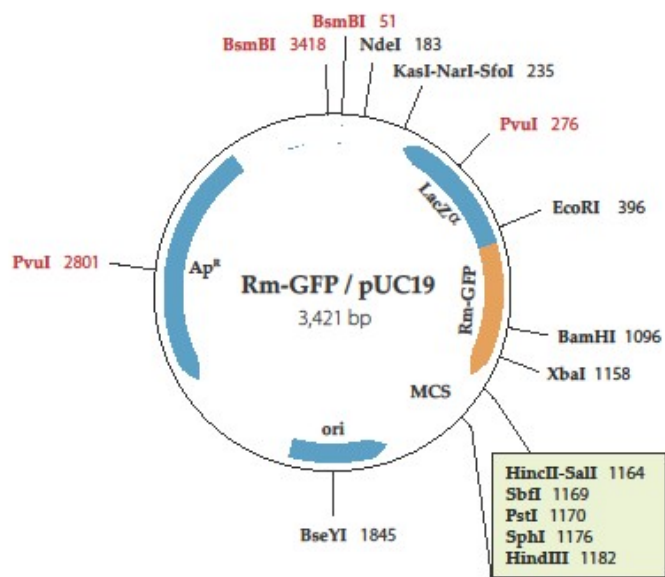 BsmBI 51
BsmBI 3418
NdeI 183
KasI-NarI-SfoI 235
PvuI 276
LacZα
EcoRI 396
PvuI 2801
ApR
Rm-GFP / pUC19
3,421 bp
Rm-GFP
BamHI 1096
XbaI 1158
MCS
ori
HincII-SalI 1164
SbfI 1169
PstI 1170
SphI 1176
HindIII 1182
BseYI 1845